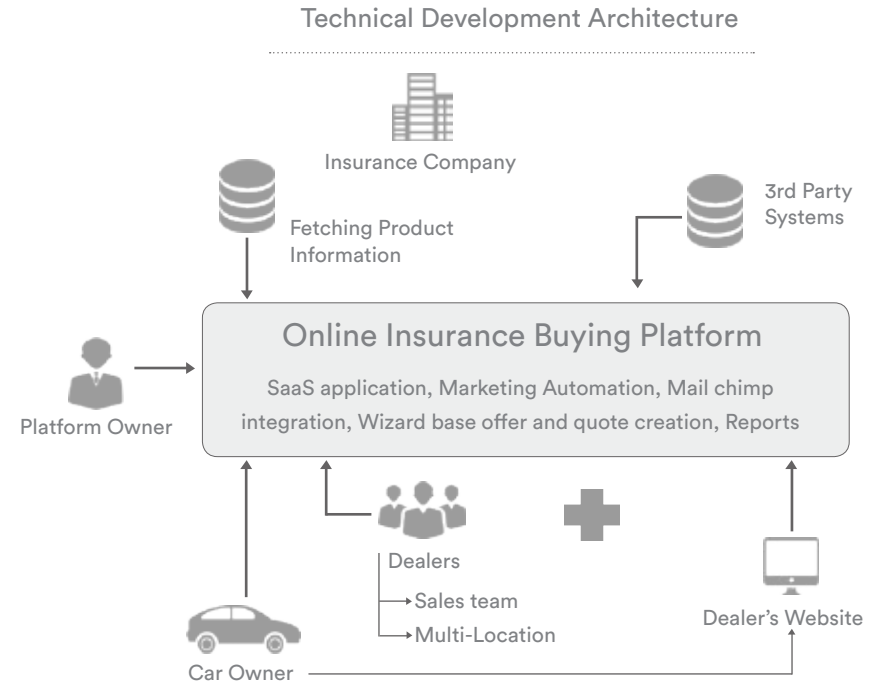 Technical Development Architecture
Insurance Company
Fetching Product
Information
3rd Party
Systems
Online Insurance Buying Platform
SaaS application, Marketing Automation, Mail chimp
integration, Wizard base offer and quote creation, Reports
Platform Owner
Dealers
Sales team
Multi-Location
Dealer's Website
Car Owner